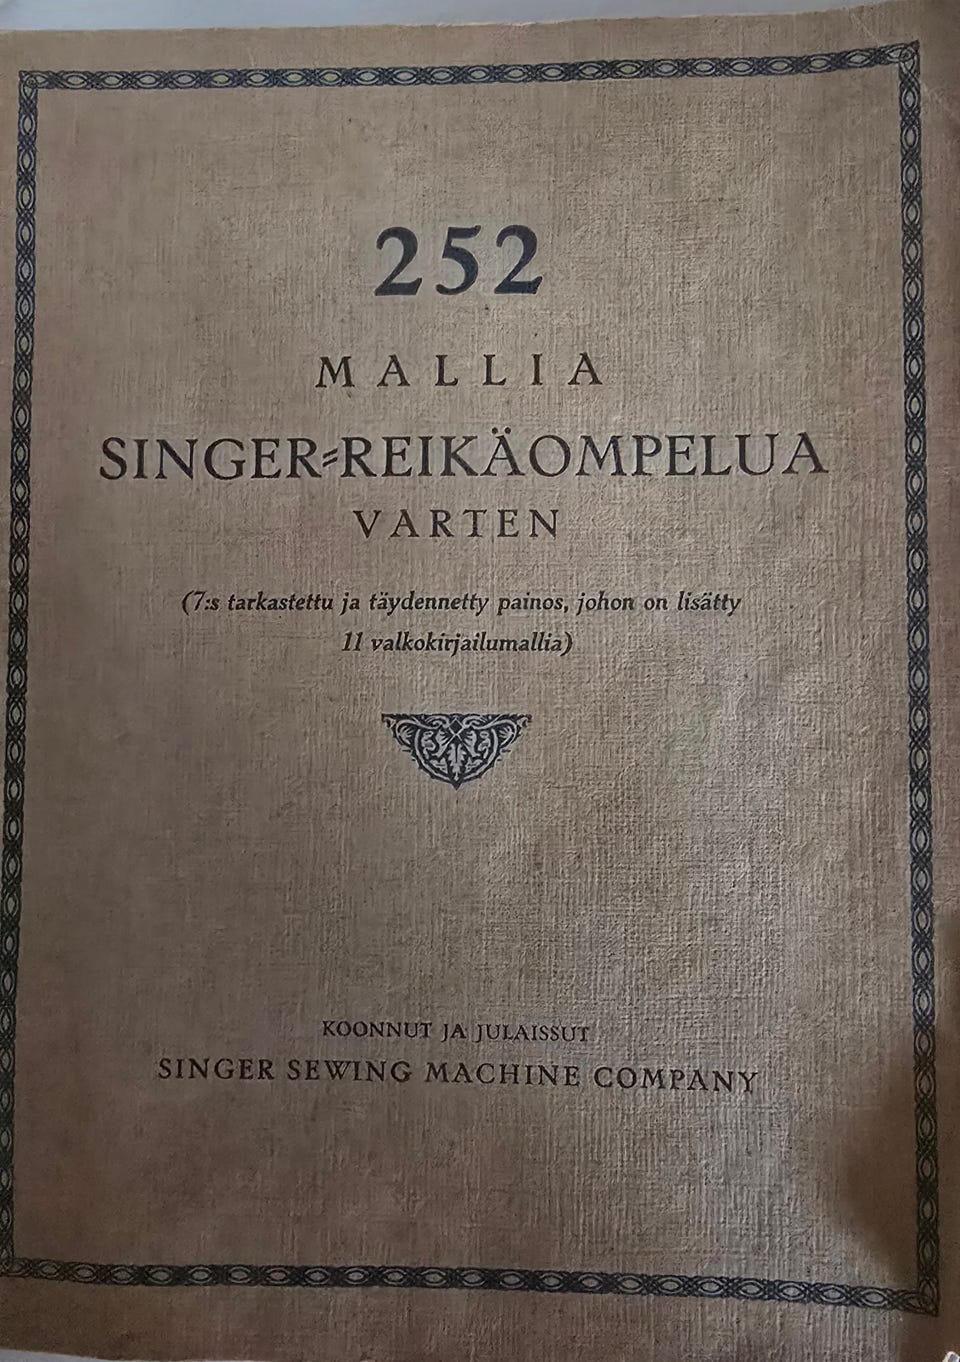 252
MALLIA
SINGER=REIKÄOMPELUA
VARTEN
(7:s tarkastettu ja täydennetty painos, johon on lisätty
11 valkokirjailumallia)
KOONNUT JA JULAISSUT
SINGER SEWING MACHINE COMPANY